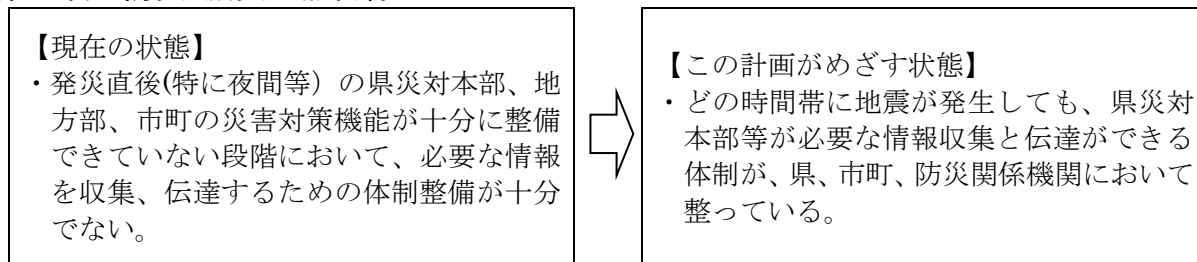 【現在の状態】
・発災直後(特に夜間等）の県災対本部、地
方部、市町の災害対策機能が十分に整備
できていない段階において、必要な情報
を収集、伝達するための体制整備が十分
でない。
【この計画がめざす状態】
・どの時間帯に地震が発生しても、県災対
本部等が必要な情報収集と伝達ができる
体制が、県、市町、防災関係機関において
整っている。